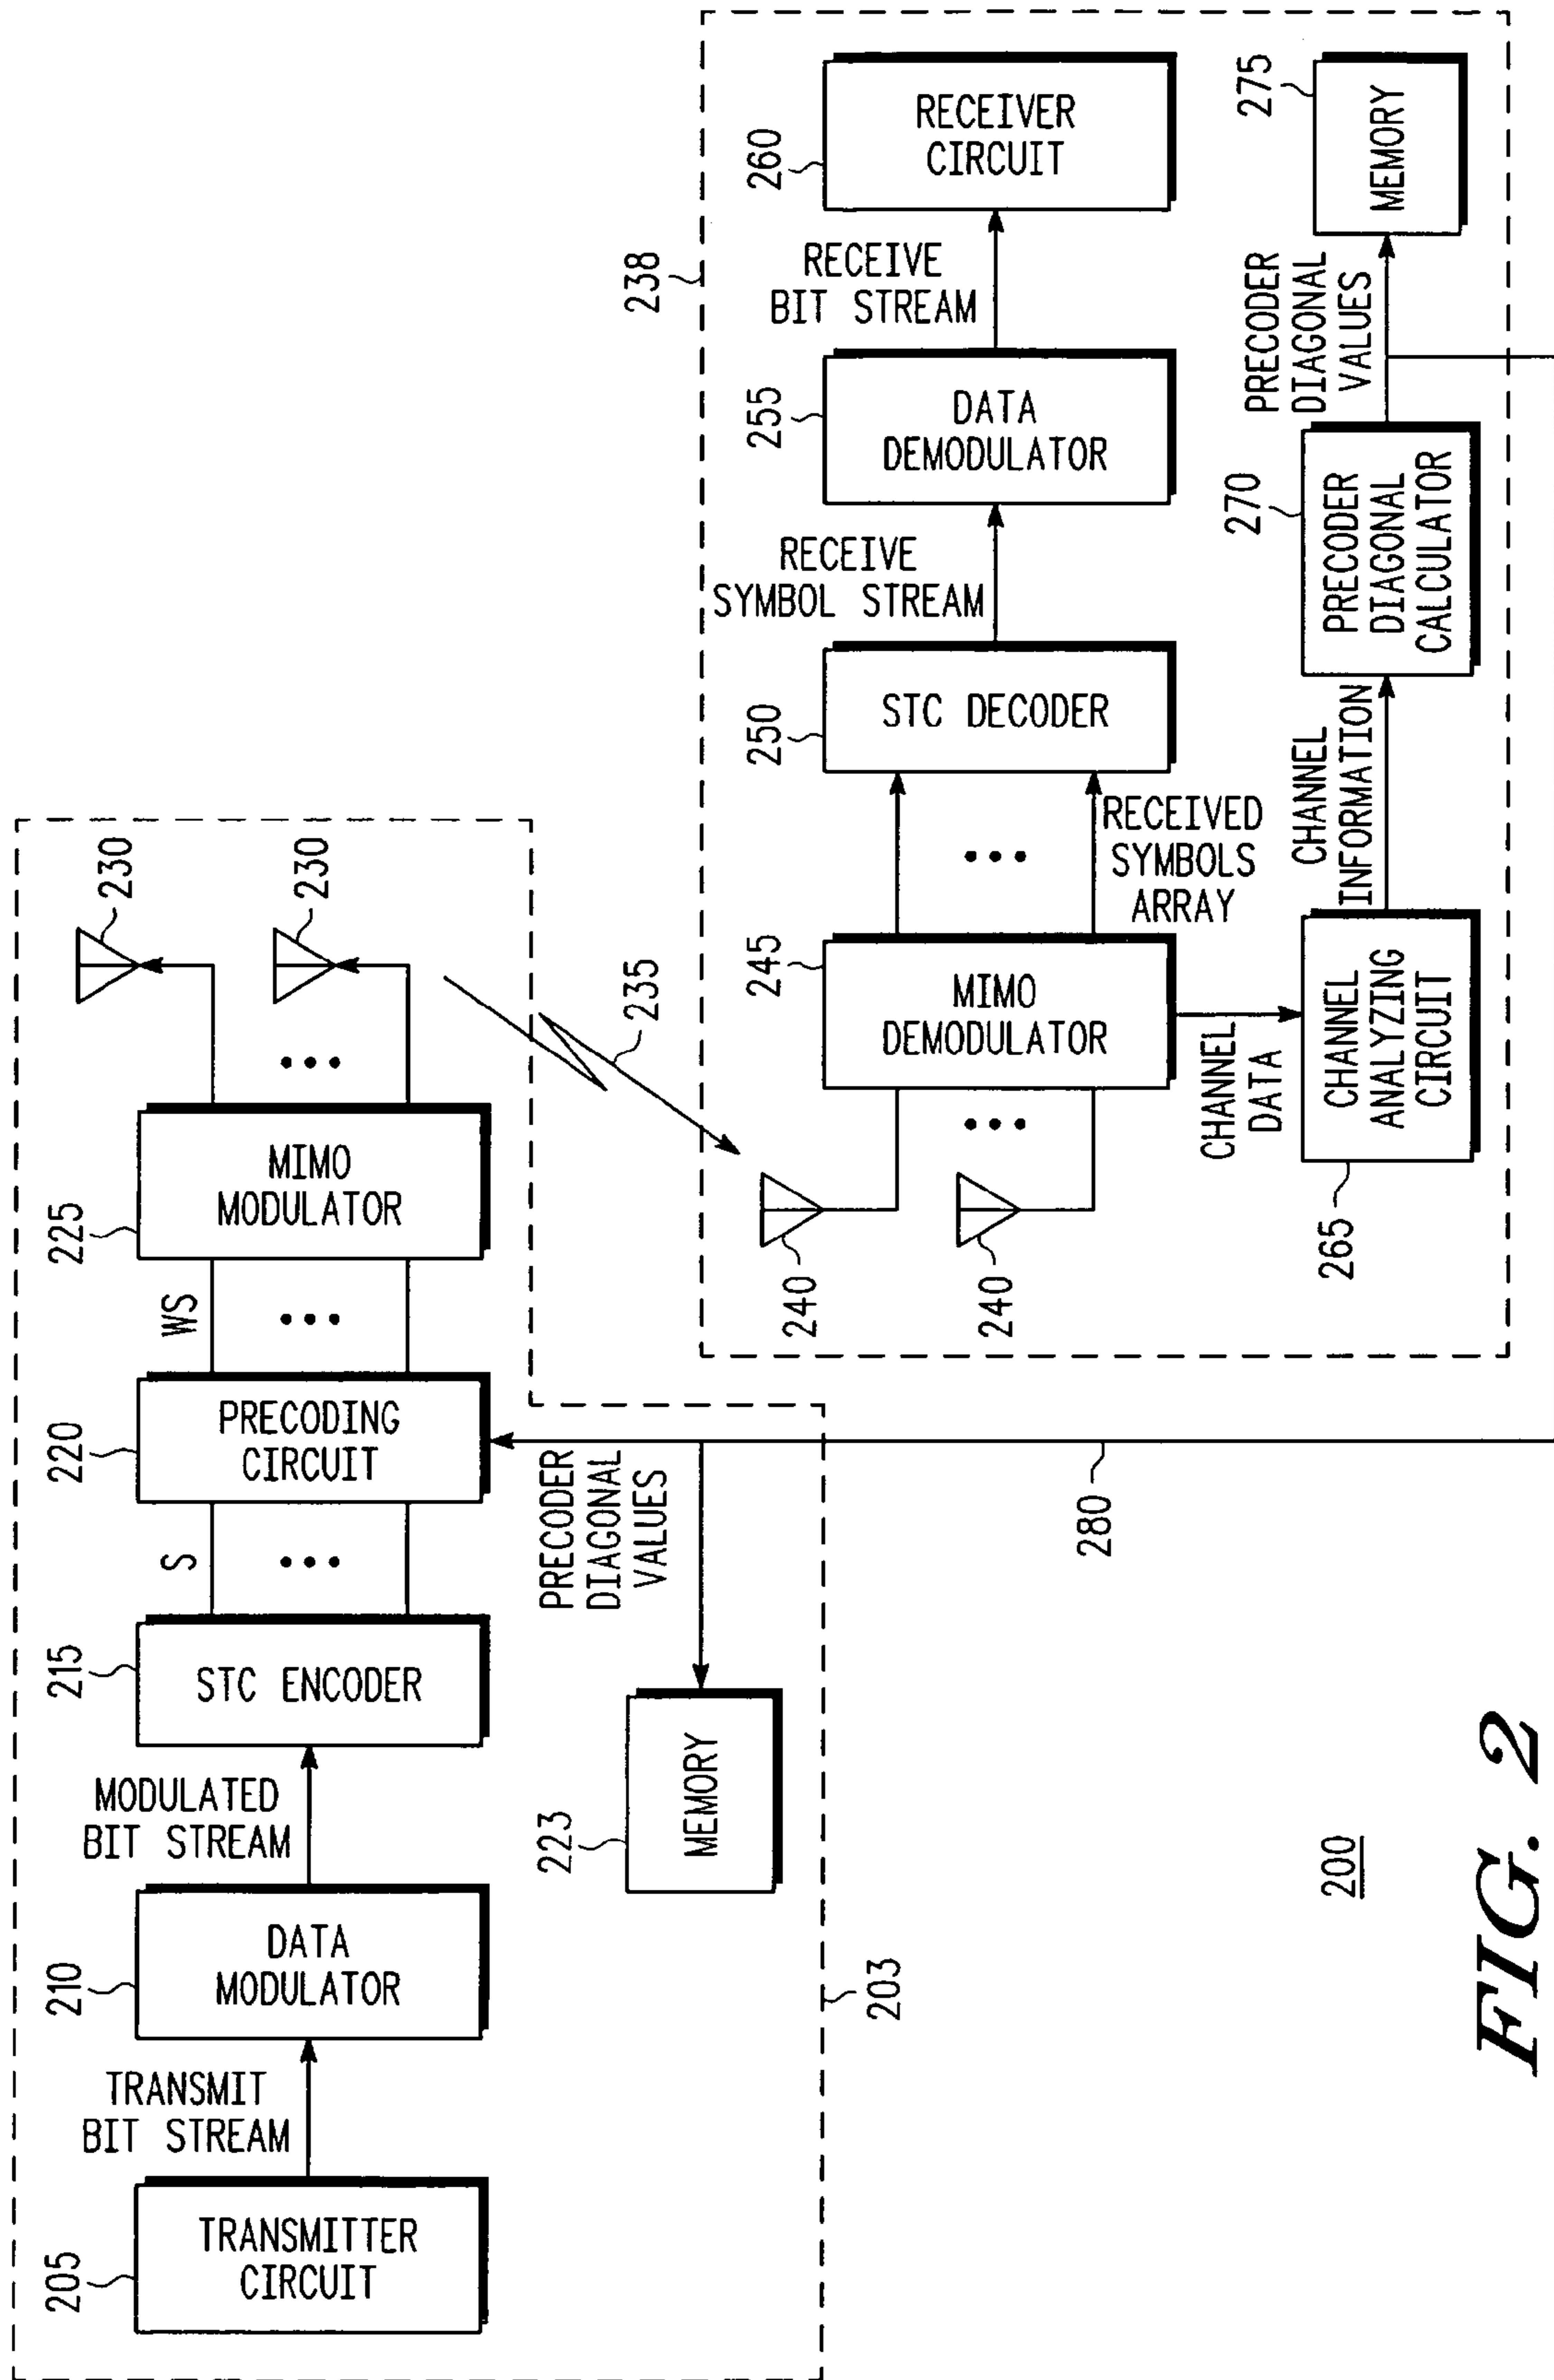 205
TRANSMITTER
CIRCUIT
TRANSMIT
BIT STREAM
210
DATA
MODULATOR
MODULATED
BIT STREAM
215
STC ENCODER
S
220
PRECODING
CIRCUIT
WS
225
MIMO
MODULATOR
230
230
223
MEMORY
PRECODER
DIAGONAL
VALUES
203
235
238
240
240
245
MIMO
DEMODULATOR
RECEIVED
SYMBOLS
ARRAY
250
STC DECODER
RECEIVE
SYMBOL STREAM
255
DATA
DEMODULATOR
RECEIVE
BIT STREAM
260
RECEIVER
CIRCUIT
CHANNEL
DATA
265
CHANNEL
ANALYZING
CIRCUIT
CHANNEL
INFORMATION
270
PRECODER
DIAGONAL
CALCULATOR
PRECODER
DIAGONAL
VALUES
275
MEMORY
280
200
FIG. 2